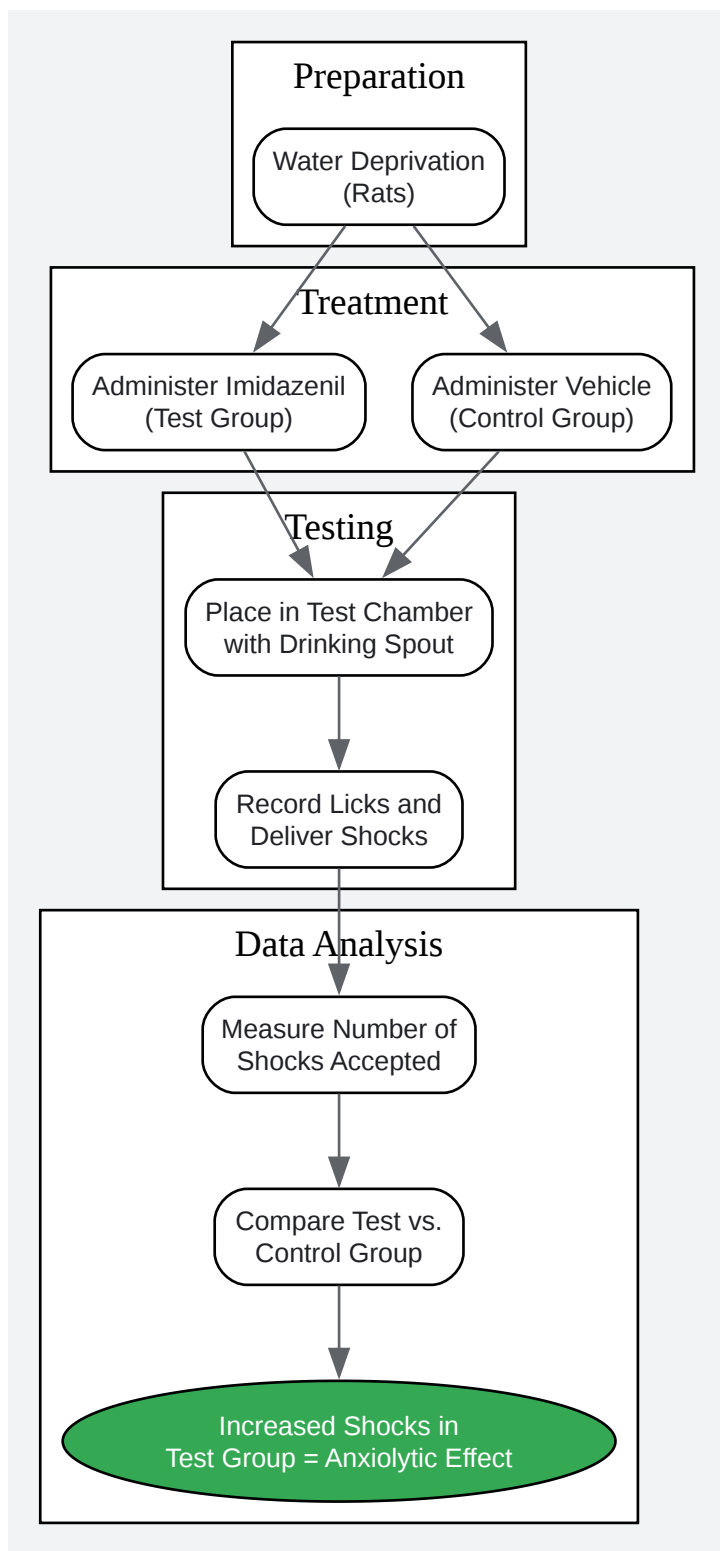 Preparation
Water Deprivation
(Rats)
Treatment
Administer Imidazenil
(Test Group)
Administer Vehicle
(Control Group)
Testing
Place in Test Chamber
with Drinking Spout
Record Licks and
Deliver Shocks
Data Analysis
Measure Number of
Shocks Accepted
Compare Test vs.
Control Group
Increased Shocks in
Test Group = Anxiolytic Effect